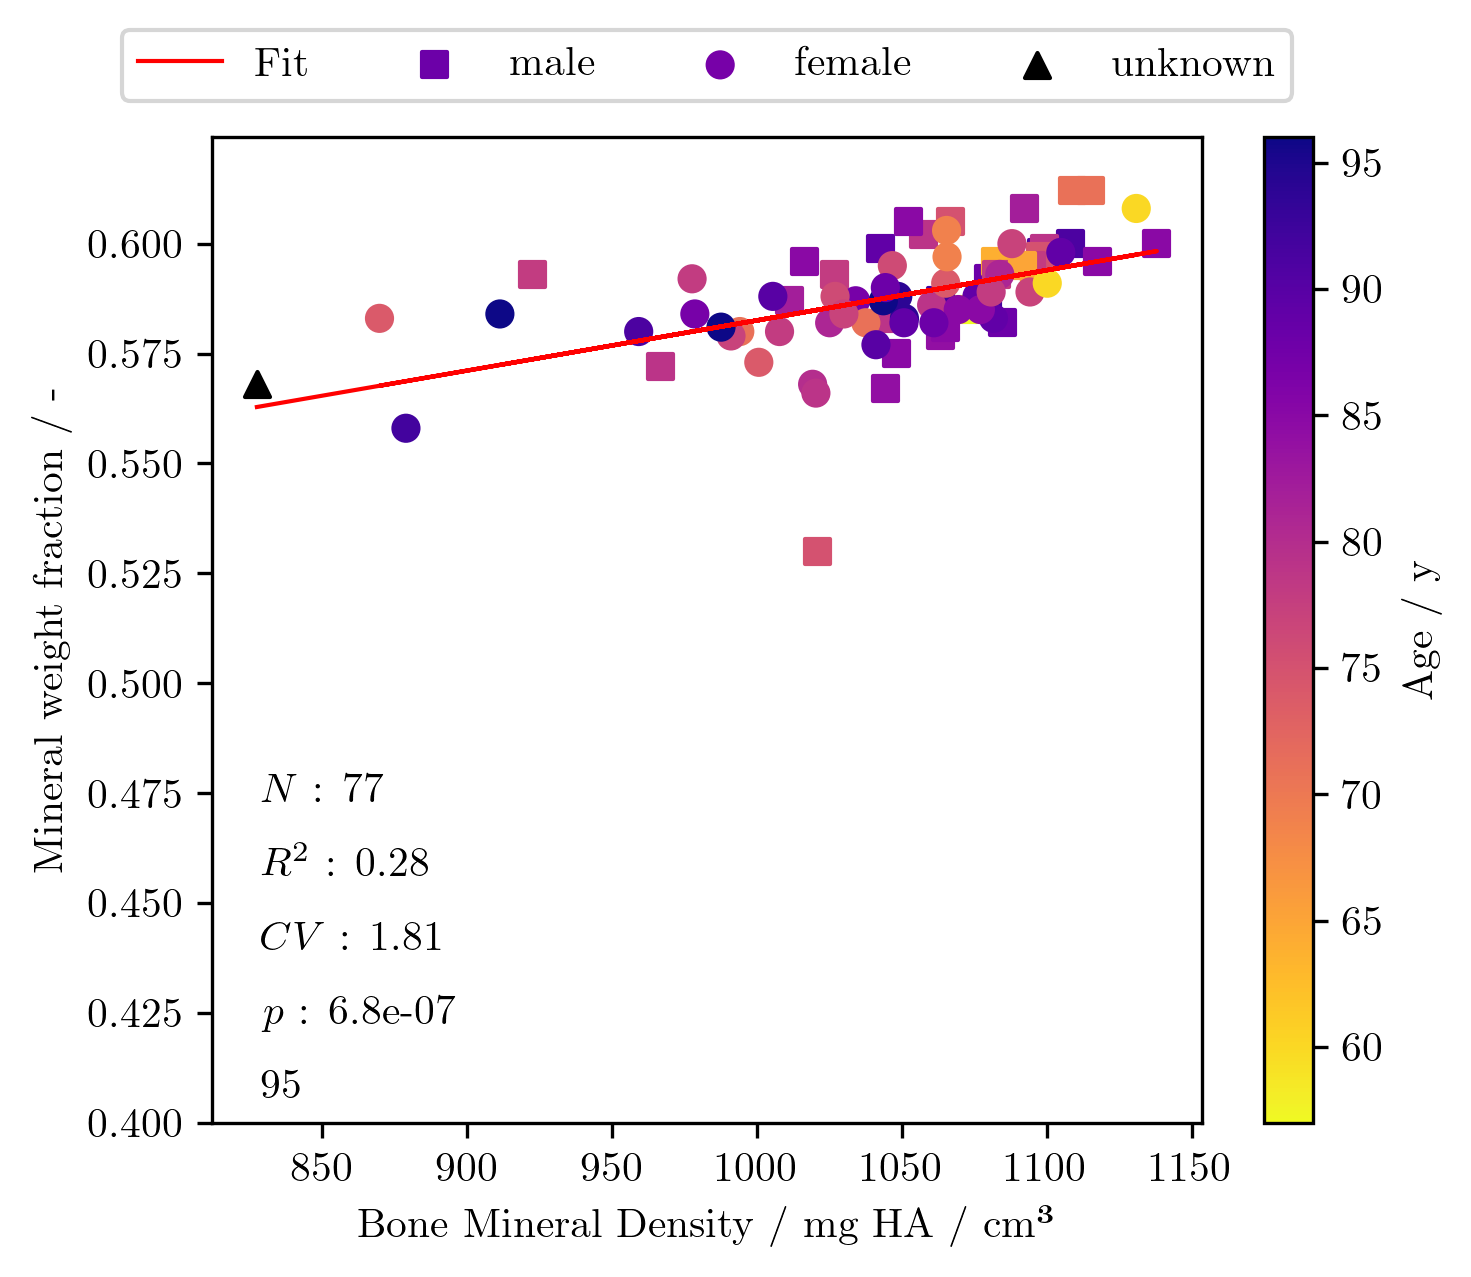 Fit male female unknown
0.600
0.575
0.550
0.525
0.500
0.475
0.450
0.425
0.400
Mineral weight fraction / -
N : 77
R² : 0.28
CV : 1.81
p : 6.8e-07
95
850 900 950 1000 1050 1100 1150
Bone Mineral Density / mg HA / cm³
95
90
85
80
75
70
65
60
Age / y